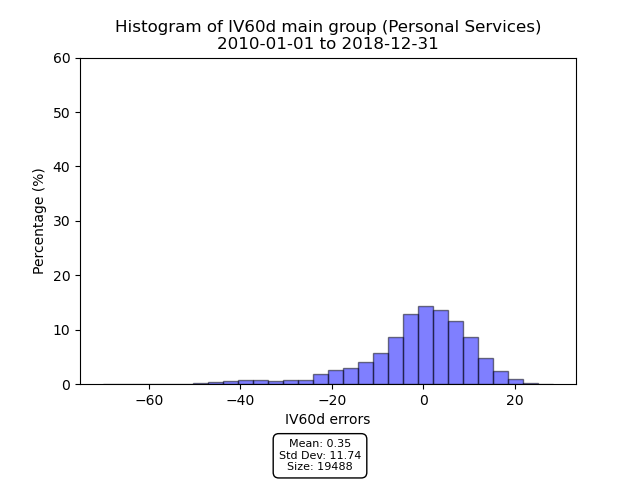 Histogram of IV60d main group (Personal Services)
2010-01-01 to 2018-12-31
60
50
40
30
20
10
0
Percentage (%)
−60 −40 −20 0 20
IV60d errors
Mean: 0.35
Std Dev: 11.74
Size: 19488